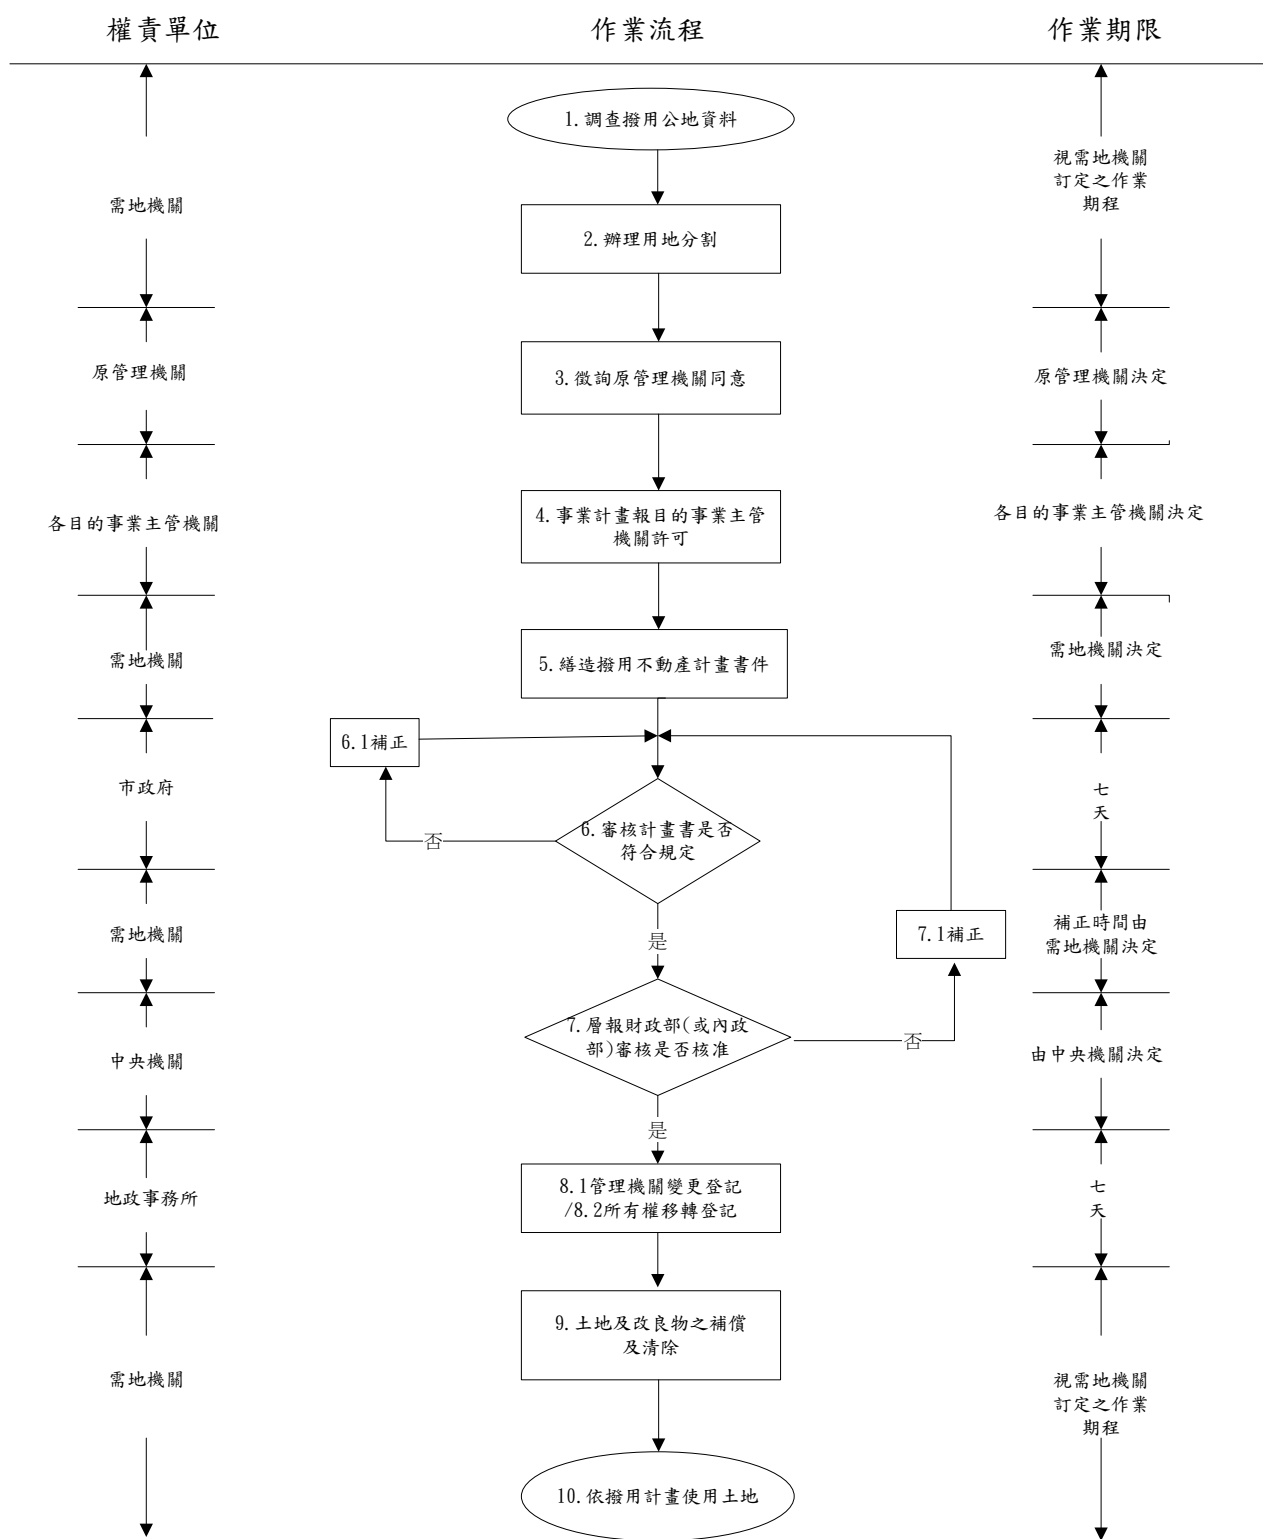 權責單位
作業流程
作業期限
1.調查撥用公地資料
視需地機關
訂定之作業
期程
需地機關
2.辦理用地分割
原管理機關
3.徵詢原管理機關同意
原管理機關決定
各目的事業主管機關
4.事業計畫報目的事業主管
機關許可
各目的事業主管機關決定
需地機關
5.繕造撥用不動產計畫書件
需地機關決定
6.1補正
市政府
6.審核計畫書是否
符合規定
否
七
天
需地機關
是
7.1補正
補正時間由
需地機關決定
中央機關
7.層報財政部(或內政
部)審核是否核准
否
由中央機關決定
是
地政事務所
8.1管理機關變更登記
/8.2所有權移轉登記
七
天
9.土地及改良物之補償
及清除
需地機關
視需地機關
訂定之作業
期程
10.依撥用計畫使用土地